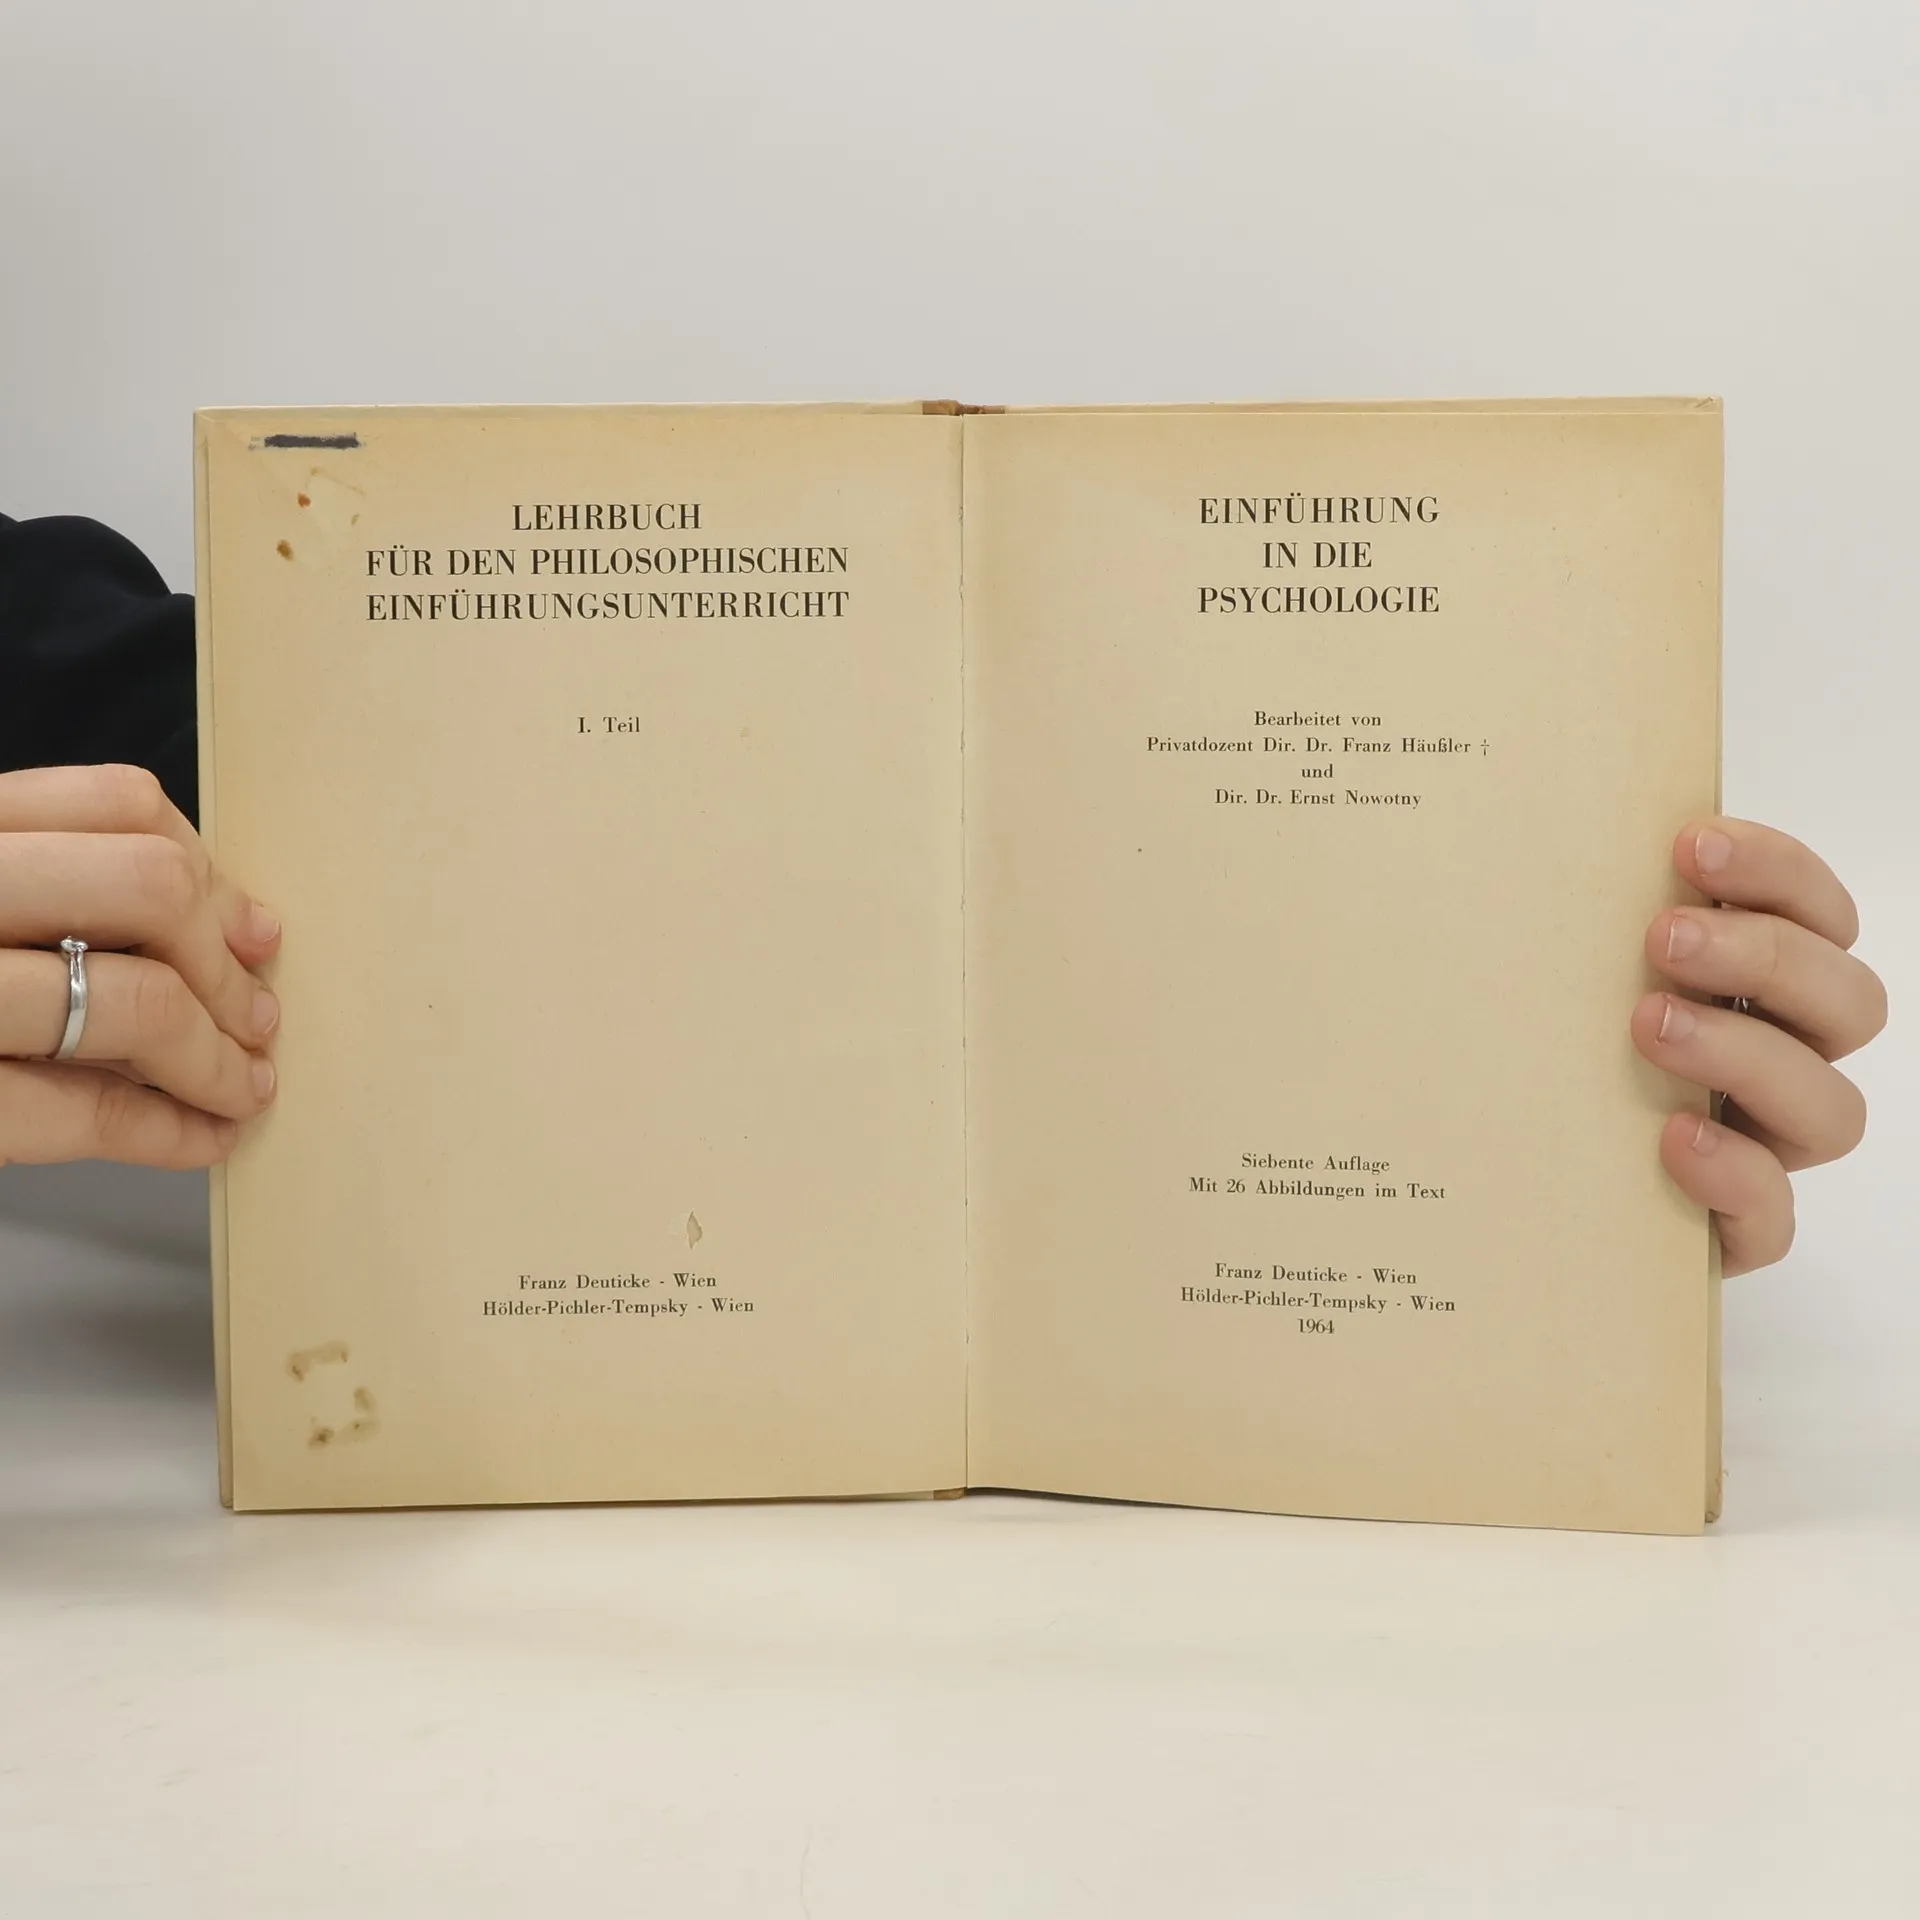 LEHRBUCH
FÜR DEN PHILOSOPHISCHEN
EINFÜHRUNGSUNTERRICHT
I. Teil
Franz Deuticke - Wien
Hölder-Pichler-Tempsky - Wien
EINFÜHRUNG
IN DIE
PSYCHOLOGIE
Bearbeitet von
Privatdozent Dir. Dr. Franz Häußler †
und
Dir. Dr. Ernst Nowotny
Siebente Auflage
Mit 26 Abbildungen im Text
Franz Deuticke - Wien
Hölder-Pichler-Tempsky - Wien
1964